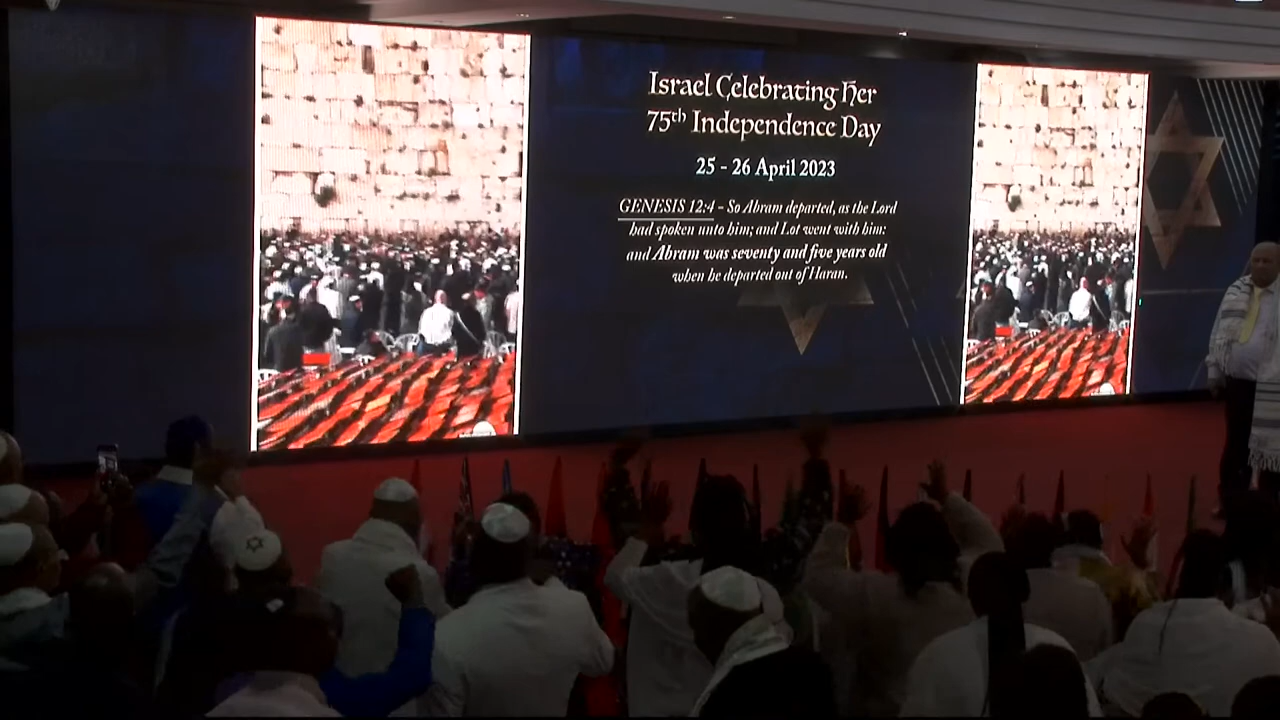 Israel Celebrating Her
75th Independence Day
25 - 26 April 2023
GENESIS 12:4 - So Abram departed, as the Lord
had spoken unto him; and Lot went with him:
and Abram was seventy and five years old
when he departed out of Haran.